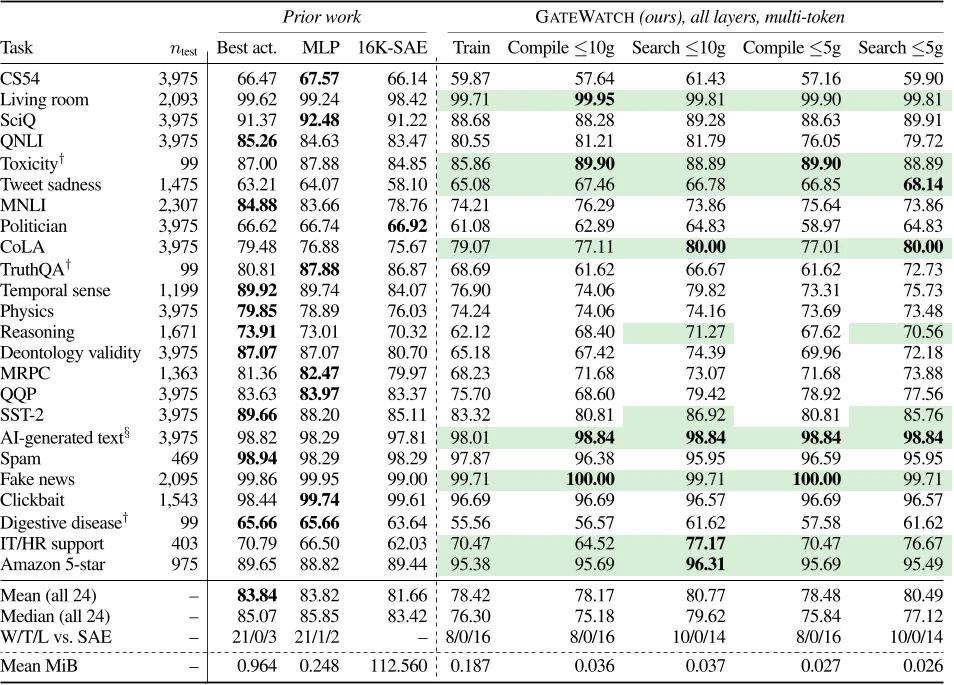 Prior work GATEWATCH (ours), all layers, multi-token
Task n_test Best act. MLP 16K-SAE Train Compile ≤10g Search ≤10g Compile ≤5g Search ≤5g
CS54 3,975 66.47 67.57 66.14 59.87 57.64 61.43 57.16 59.90
Living room 2,093 99.62 99.24 98.42 99.71 99.95 99.81 99.90 99.81
SciQ 3,975 91.37 92.48 91.22 88.68 88.28 89.28 88.63 89.91
QNLI 3,975 85.26 84.63 83.47 80.55 81.21 81.79 76.05 79.72
Toxicity† 99 87.00 87.88 84.85 85.86 89.90 88.89 89.90 88.89
Tweet sadness 1,475 63.21 64.07 58.10 65.08 67.46 66.78 66.85 68.14
MNLI 2,307 84.88 83.66 78.76 74.21 76.29 73.86 75.64 73.86
Politician 3,975 66.62 66.74 66.92 61.08 62.89 64.83 58.97 64.83
CoLA 3,975 79.48 76.88 75.67 79.07 77.11 80.00 77.01 80.00
TruthQA† 99 80.81 87.88 86.87 68.69 61.62 66.67 61.62 72.73
Temporal sense 1,199 89.92 89.74 84.07 76.90 74.06 79.82 73.31 75.73
Physics 3,975 79.85 78.89 76.03 74.24 74.06 74.16 73.69 73.48
Reasoning 1,671 73.91 73.01 70.32 62.12 68.40 71.27 67.62 70.56
Deontology validity 3,975 87.07 87.07 80.70 65.18 67.42 74.39 69.96 72.18
MRPC 1,363 81.36 82.47 79.97 68.23 71.68 73.07 71.68 73.88
QQP 3,975 83.63 83.97 83.37 75.70 68.60 79.42 78.92 77.56
SST-2 3,975 89.66 88.20 85.11 83.32 80.81 86.92 80.81 85.76
AI-generated text§ 3,975 98.82 98.29 97.81 98.01 98.84 98.84 98.84 98.84
Spam 469 98.94 98.29 98.29 97.87 96.38 95.95 96.59 95.95
Fake news 2,095 99.86 99.95 99.00 99.71 100.00 99.71 100.00 99.71
Clickbait 1,543 98.44 99.74 99.61 96.69 96.69 96.57 96.69 96.57
Digestive disease† 99 65.66 65.66 63.64 55.56 56.57 61.62 57.58 61.62
IT/HR support 403 70.79 66.50 62.03 70.47 64.52 77.17 70.47 76.67
Amazon 5-star 975 89.65 88.82 89.44 95.38 95.69 96.31 95.69 95.49
Mean (all 24) – 83.84 83.82 81.66 78.42 78.17 80.77 78.48 80.49
Median (all 24) – 85.07 85.85 83.42 76.30 75.18 79.62 75.84 77.12
W/T/L vs. SAE – 21/0/3 21/1/2 – 8/0/16 8/0/16 10/0/14 8/0/16 10/0/14
Mean MiB – 0.964 0.248 112.560 0.187 0.036 0.037 0.027 0.026